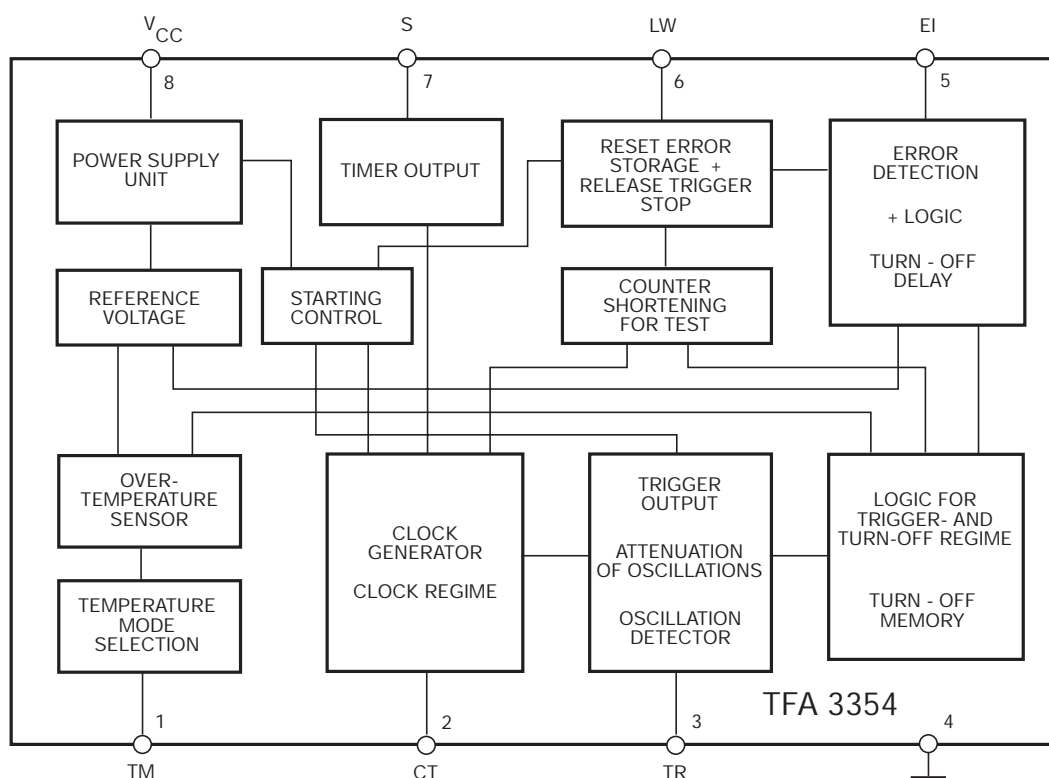 V CC
S
LW
EI
8
7
6
5
POWER SUPPLY
UNIT
TIMER OUTPUT
RESET ERROR
STORAGE +
RELEASE TRIGGER
STOP
ERROR
DETECTION
+ LOGIC
TURN - OFF
DELAY
REFERENCE
VOLTAGE
STARTING
CONTROL
COUNTER
SHORTENING
FOR TEST
OVER-
TEMPERATURE
SENSOR
TEMPERATURE
MODE
SELECTION
CLOCK
GENERATOR
CLOCK REGIME
TRIGGER
OUTPUT
ATTENUATION
OF OSCILLATIONS
OSCILLATION
DETECTOR
LOGIC FOR
TRIGGER- AND
TURN-OFF REGIME
TURN - OFF
MEMORY
TFA 3354
1
2
3
4
TM
CT
TR